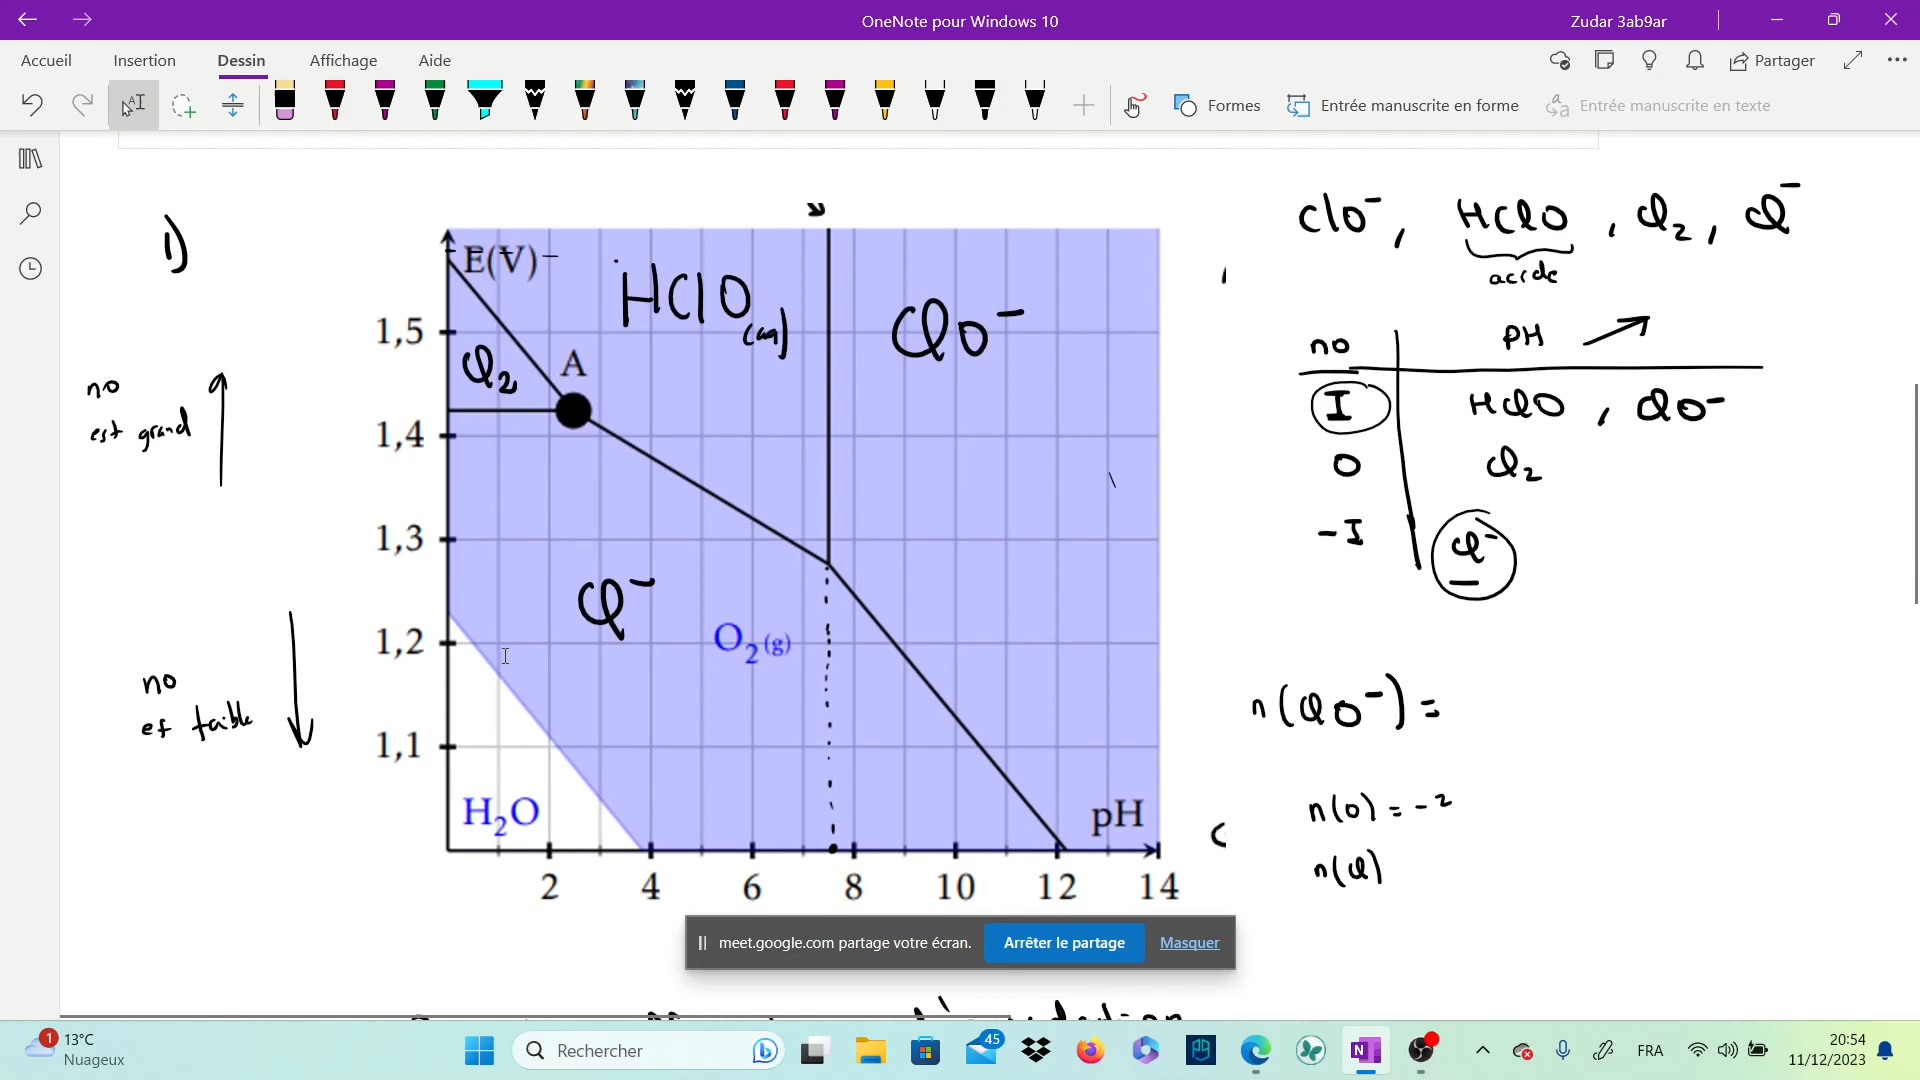 OneNote pour Windows 10
Zudar 3ab9ar
Accueil Insertion Dessin Affichage Aide
Partager
Formes Entrée manuscrite en forme Entrée manuscrite en texte
1)
E(V)
HClO(aq)
ClO⁻
Cl₂
A
1,5
1,4
1,3
1,2
1,1
Cl⁻
O₂(g)
H₂O
pH
2 4 6 8 10 12 14
no
est grand
no
et faible
ClO⁻, HClO, Cl₂, Cl⁻
acide
no PH
I HClO, ClO⁻
0 Cl₂
-I Cl⁻
n(ClO⁻) =
n(O) = -2
n(Cl)
meet.google.com partage votre écran. Arrêter le partage Masquer
1 13°C
Nuageux
Rechercher
45
FRA
20:54
11/12/2023